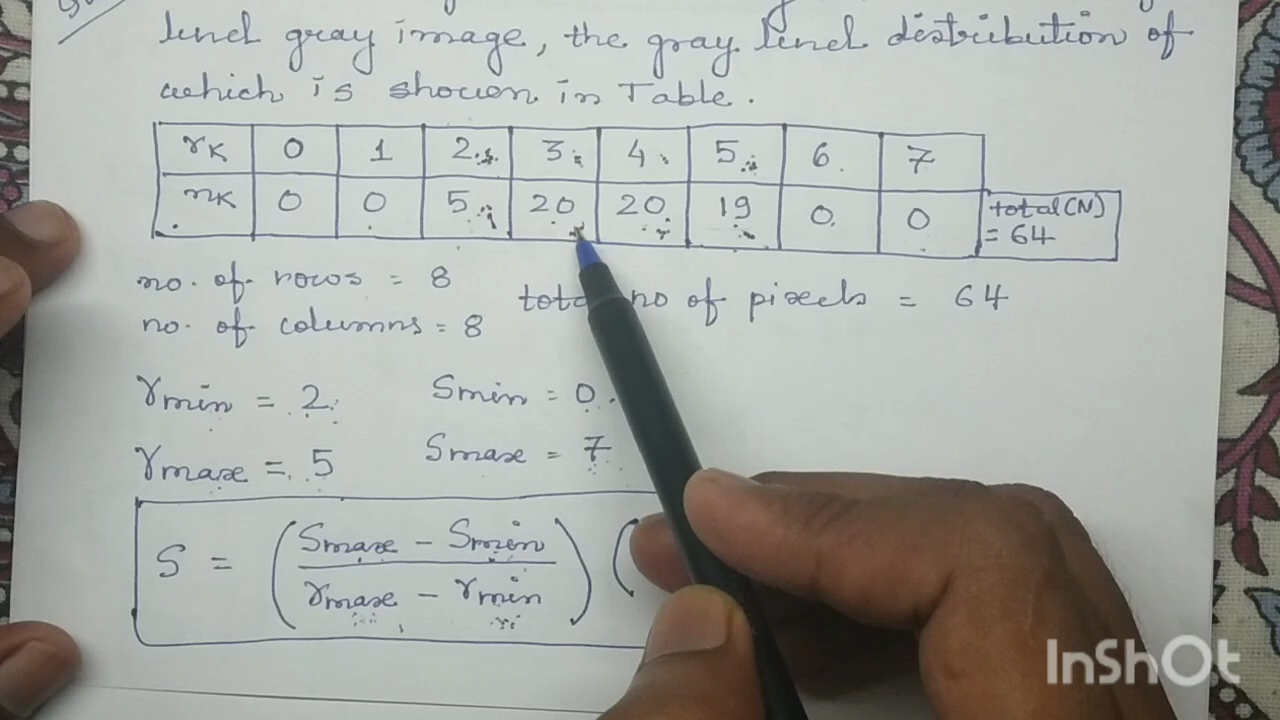 level gray image, the gray level distribution of
which is shown in Table.
rK 0 1 2 3 4 5 6 7
nK 0 0 5 20 20 19 0 0 total(N) = 64
no. of rows = 8
no. of columns = 8
total no of pixels = 64
rmin = 2 Smin = 0
rmax = 5 Smax = 7
S = (Smax - Smin / rmax - rmin) (
InShOt